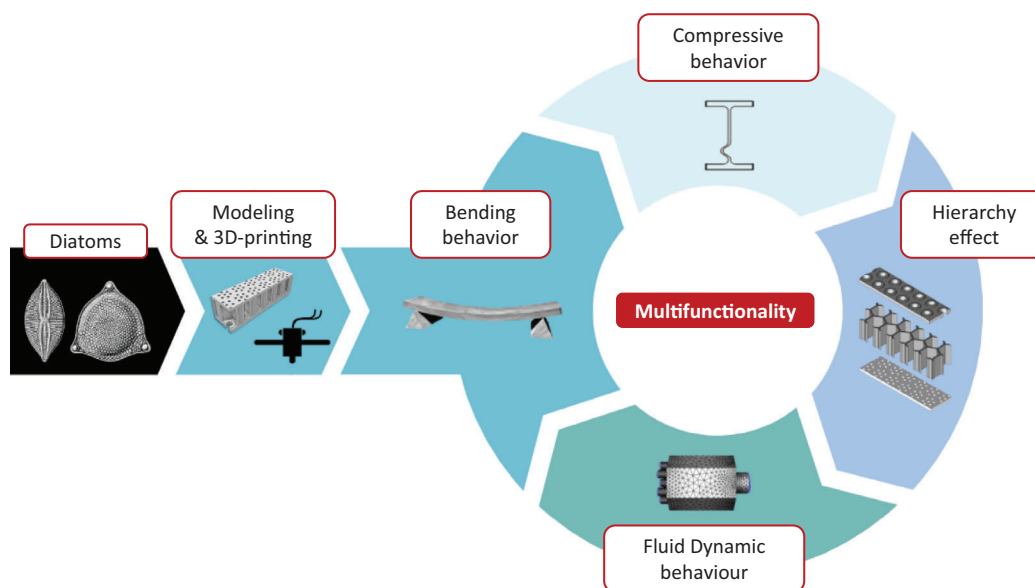 Diatoms
Modeling
& 3D-printing
Bending
behavior
Compressive
behavior
Hierarchy
effect
Multifunctionality
Fluid Dynamic
behaviour